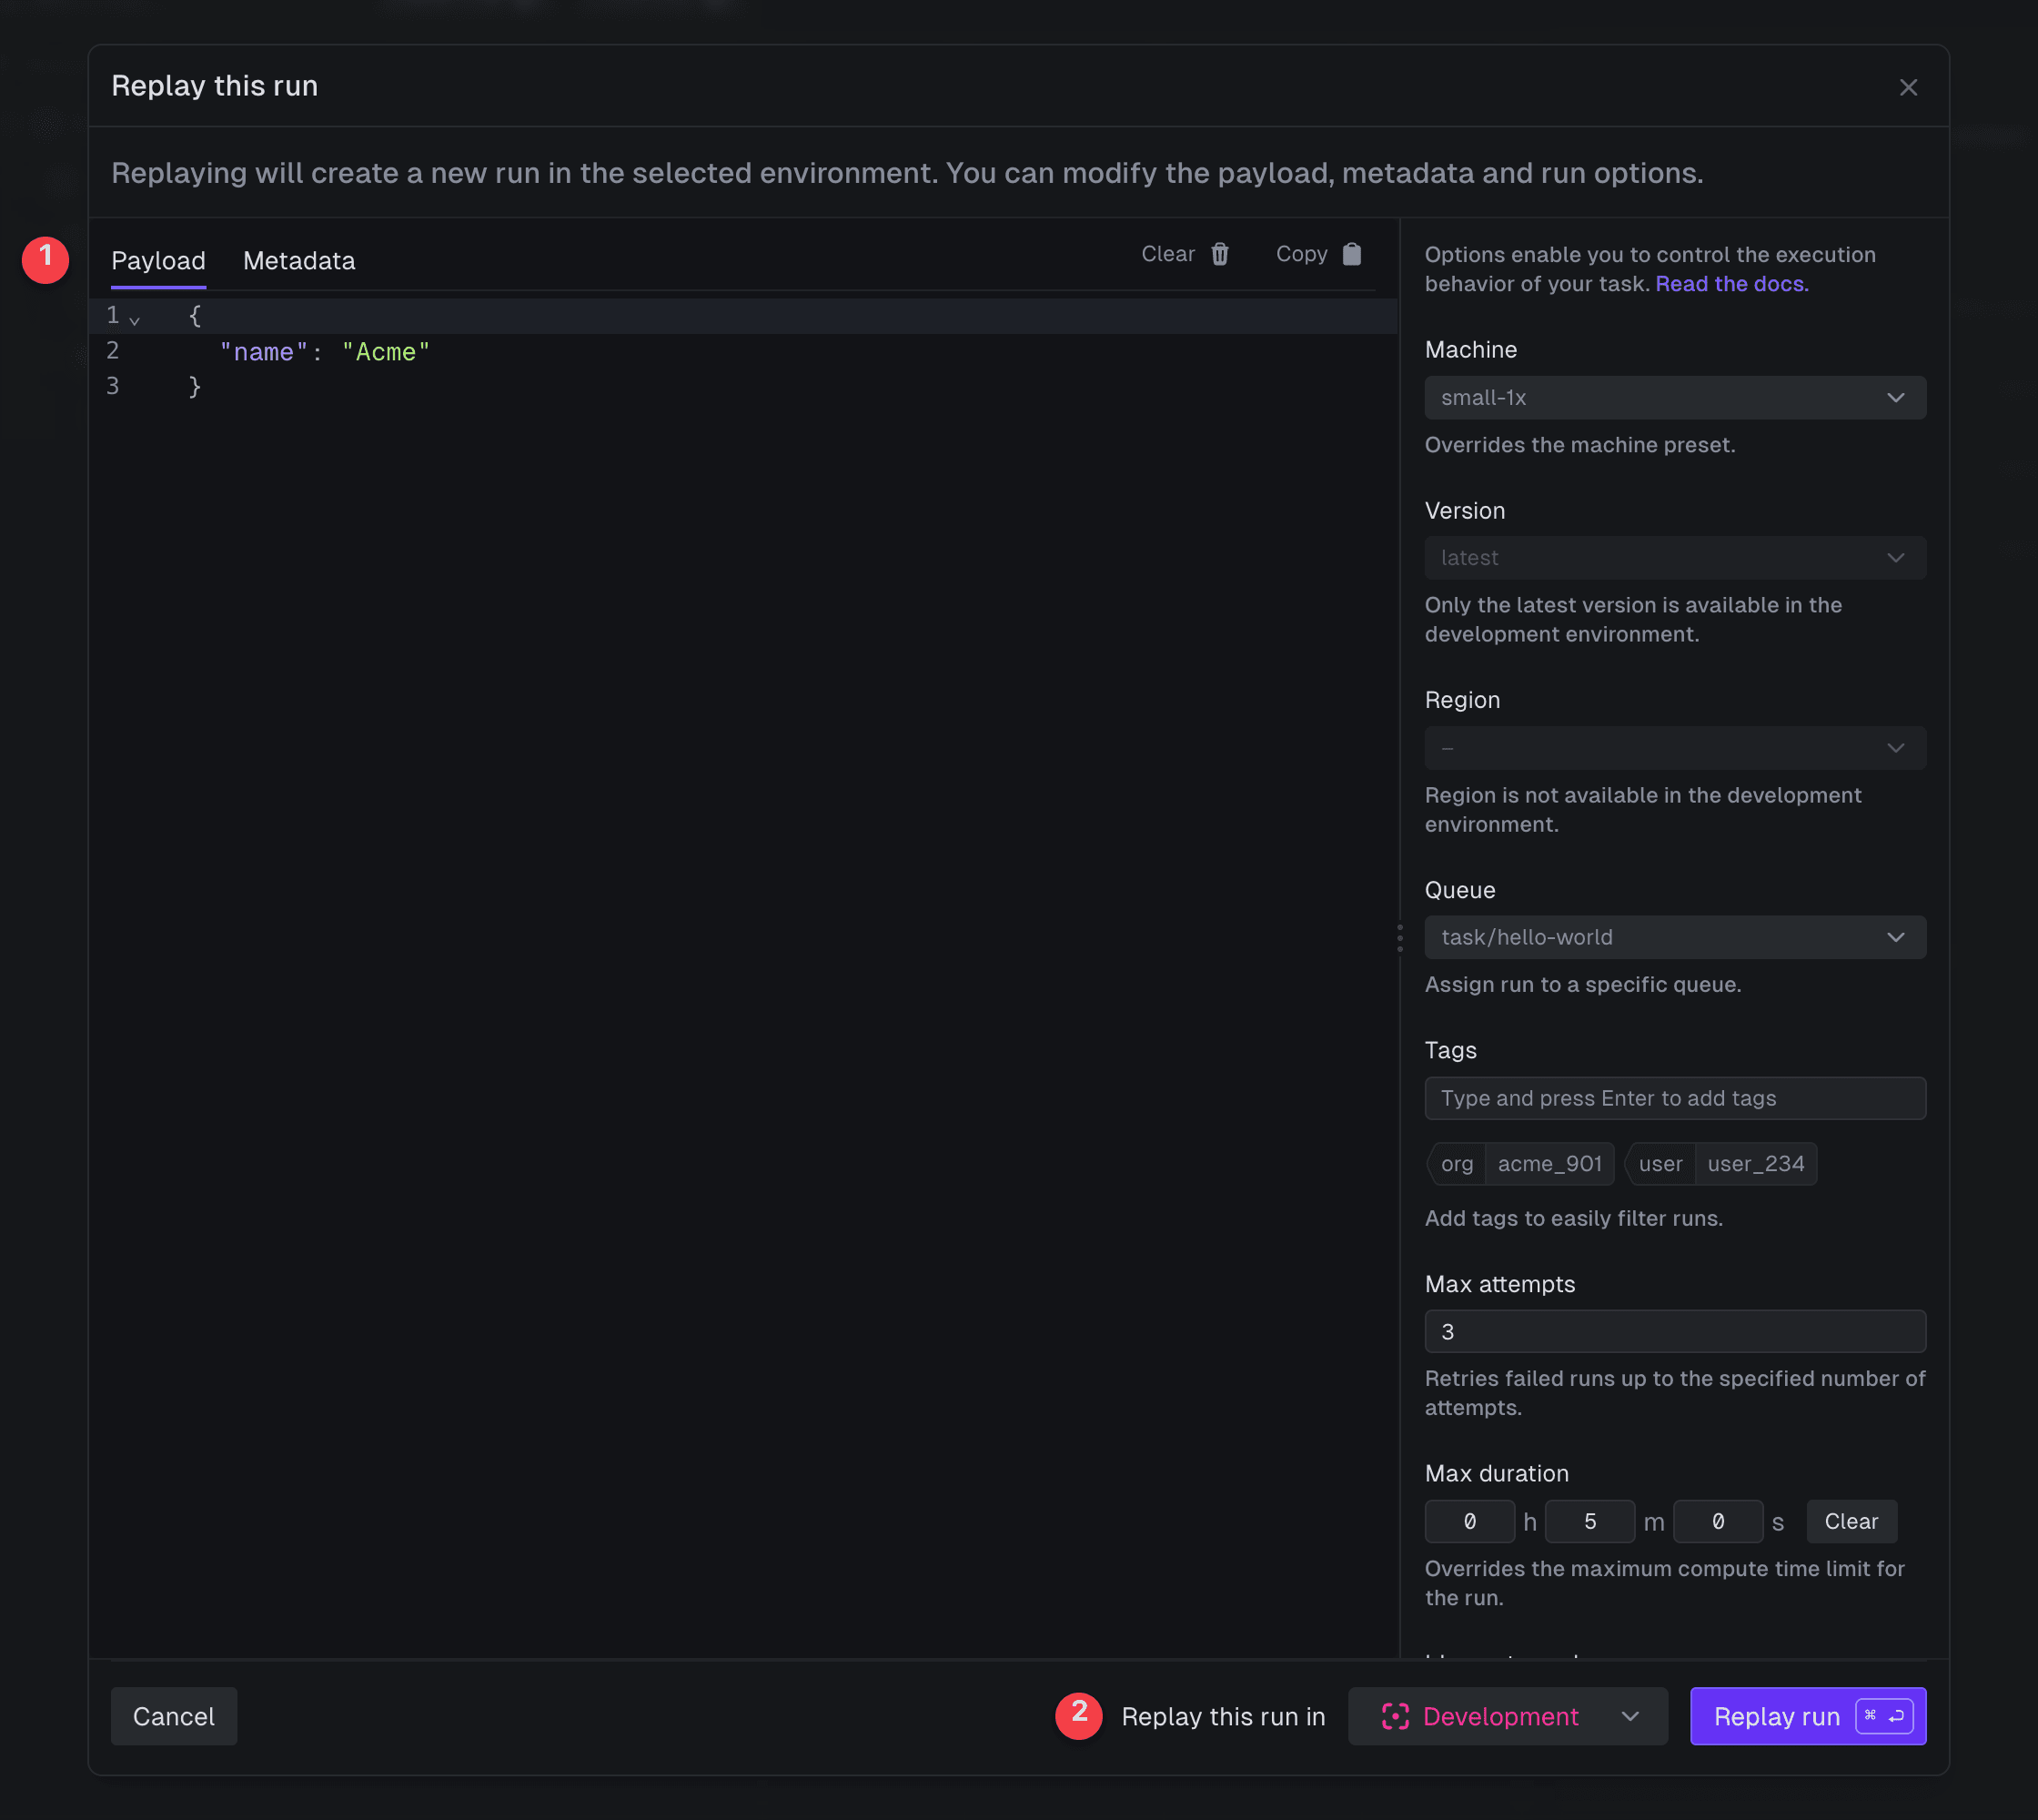 Replay this run
Replaying will create a new run in the selected environment. You can modify the payload, metadata and run options.
1
Payload Metadata Clear Copy
1 {
2 "name": "Acme"
3 }
Options enable you to control the execution
behavior of your task. Read the docs.
Machine
small-1x
Overrides the machine preset.
Version
latest
Only the latest version is available in the
development environment.
Region
–
Region is not available in the development
environment.
Queue
task/hello-world
Assign run to a specific queue.
Tags
Type and press Enter to add tags
org acme_901 user user_234
Add tags to easily filter runs.
Max attempts
3
Retries failed runs up to the specified number of
attempts.
Max duration
0 h 5 m 0 s Clear
Overrides the maximum compute time limit for
the run.
Cancel
2 Replay this run in Development Replay run ⌘ ↵